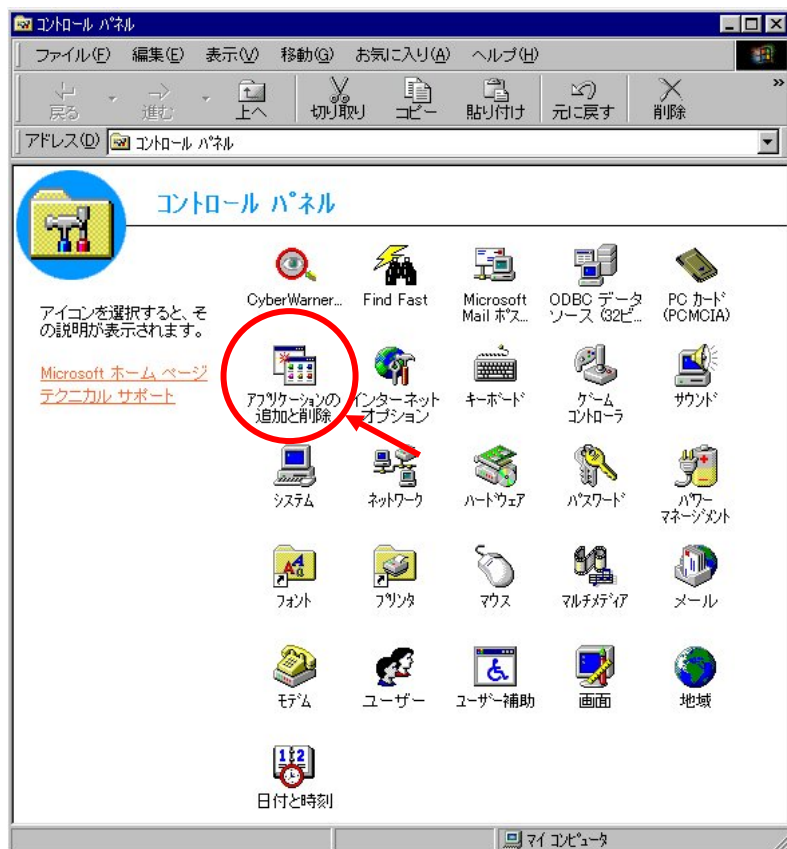 コントロール パネル
ファイル(F) 編集(E) 表示(V) 移動(G) お気に入り(A) ヘルプ(H)
戻る 進む 上へ 切り取り コピー 貼り付け 元に戻す 削除 »
アドレス(D) コントロール パネル
コントロール パネル
アイコンを選択すると、そ
の説明が表示されます。
Microsoft ホーム ページ
テクニカル サポート
CyberWarner... Find Fast Microsoft ODBC データ PC カード
Mail ポス... ソース (32ビ... (PCMCIA)
アプリケーションの インターネット キーボード ゲーム サウンド
追加と削除 オプション コントローラ
システム ネットワーク ハードウェア パスワード パワー
マネージメント
フォント プリンタ マウス マルチメディア メール
モデム ユーザー ユーザー補助 画面 地域
日付と時刻
マイ コンピュータ